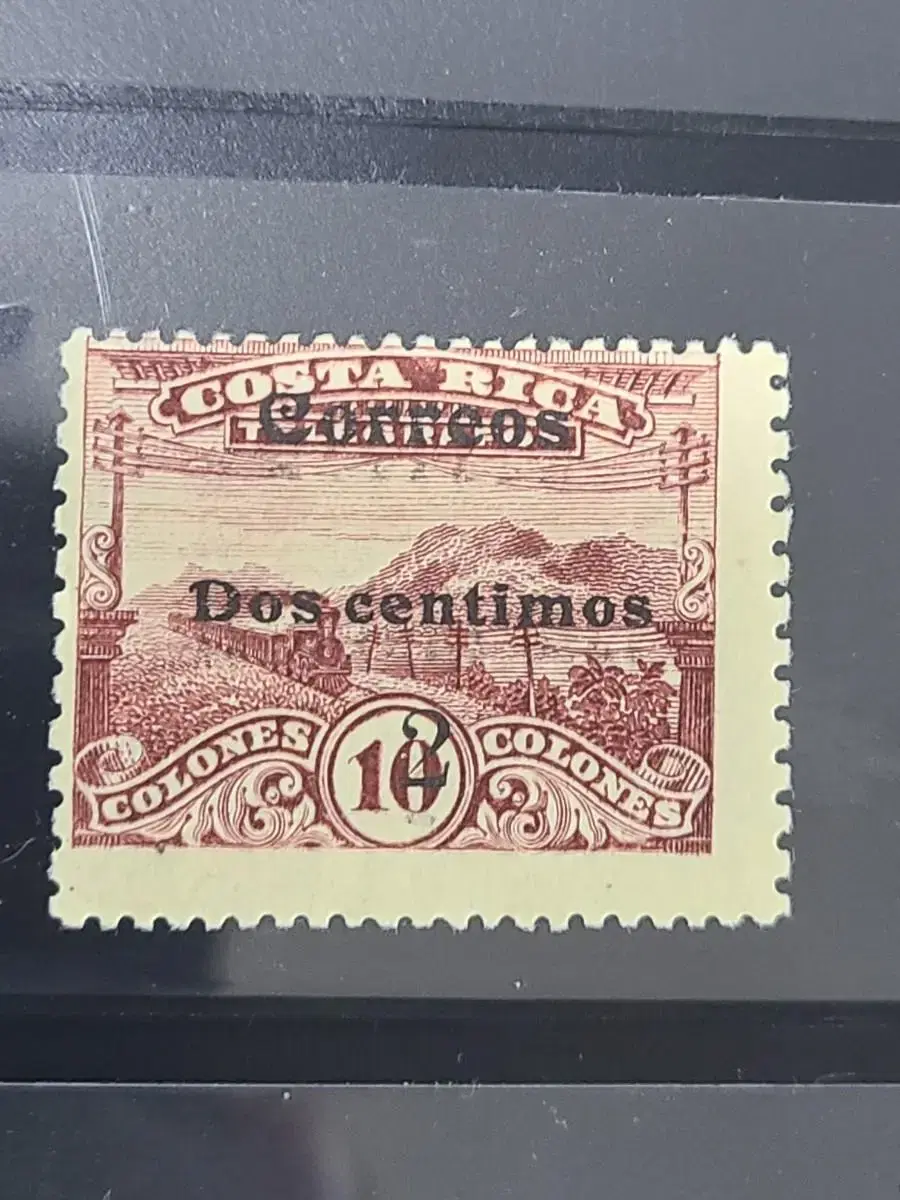 COSTA RICA
Correos
Dos centimos
2
COLONES 10 COLONES